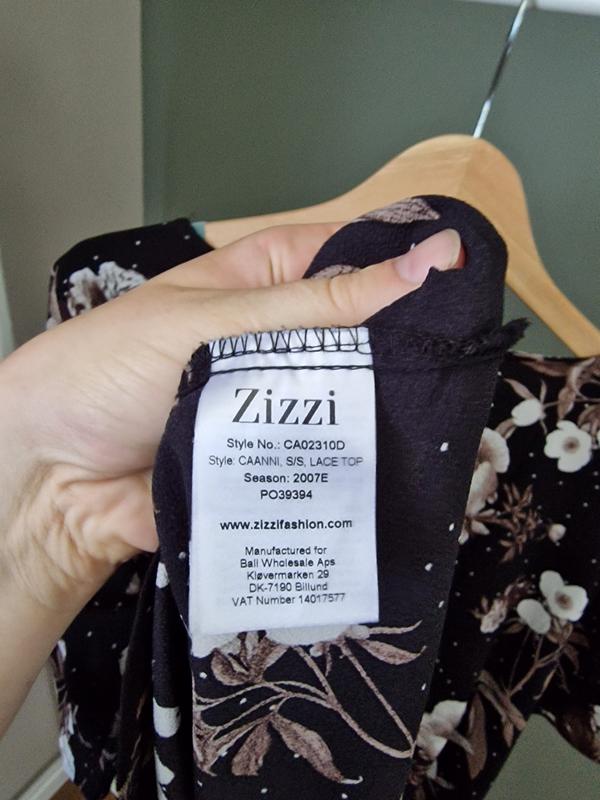 Zizzi
Style No.: CA02310D
Style: CAANNI, S/S, LACE TOP
Season: 2007E
PO39394
www.zizzifashion.com
Manufactured for
Ball Wholesale Aps
Kløvermarken 29
DK-7190 Billund
VAT Number 14017577